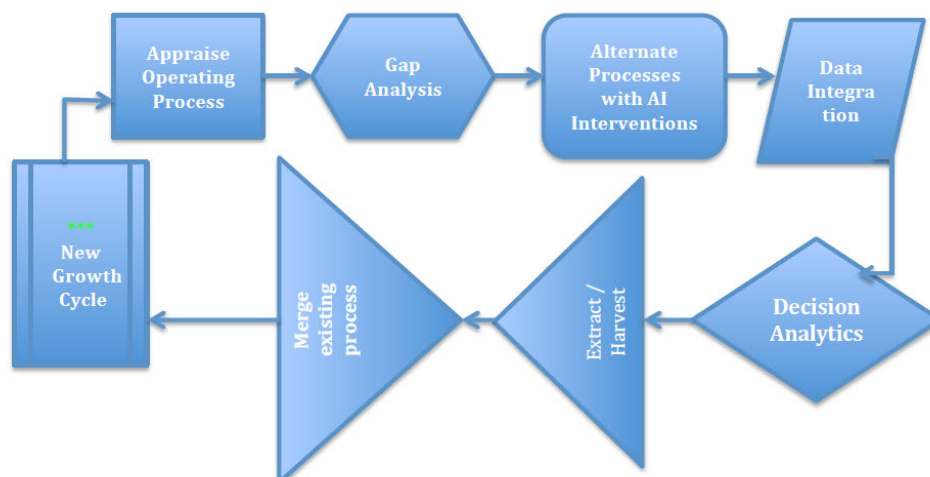 Appraise
Operating
Process
Gap
Analysis
Alternate
Processes
with AI
Interventions
Data
Integra
tion
Decision
Analytics
Extract /
Harvest
Merge
existing
process
...
New
Growth
Cycle